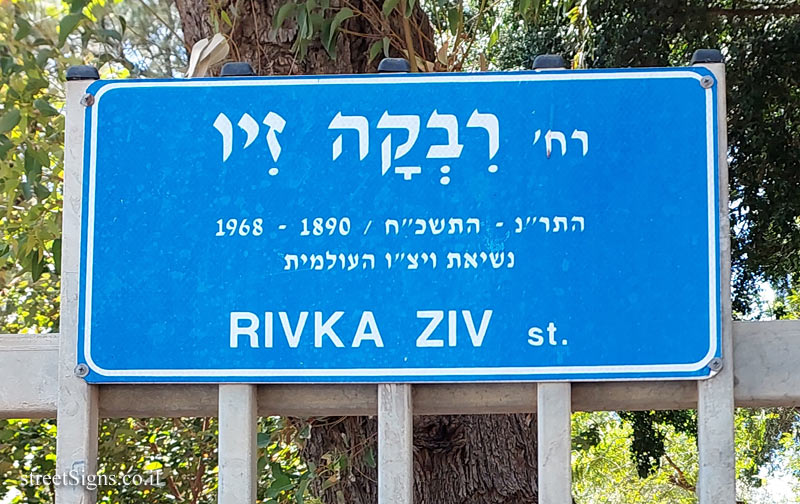 רח' רִבְקָה זִיו
התר"נ - התשכ"ח / 1890 - 1968
נשיאת ויצ"ו העולמית
RIVKA ZIV st.
streetSigns.co.il